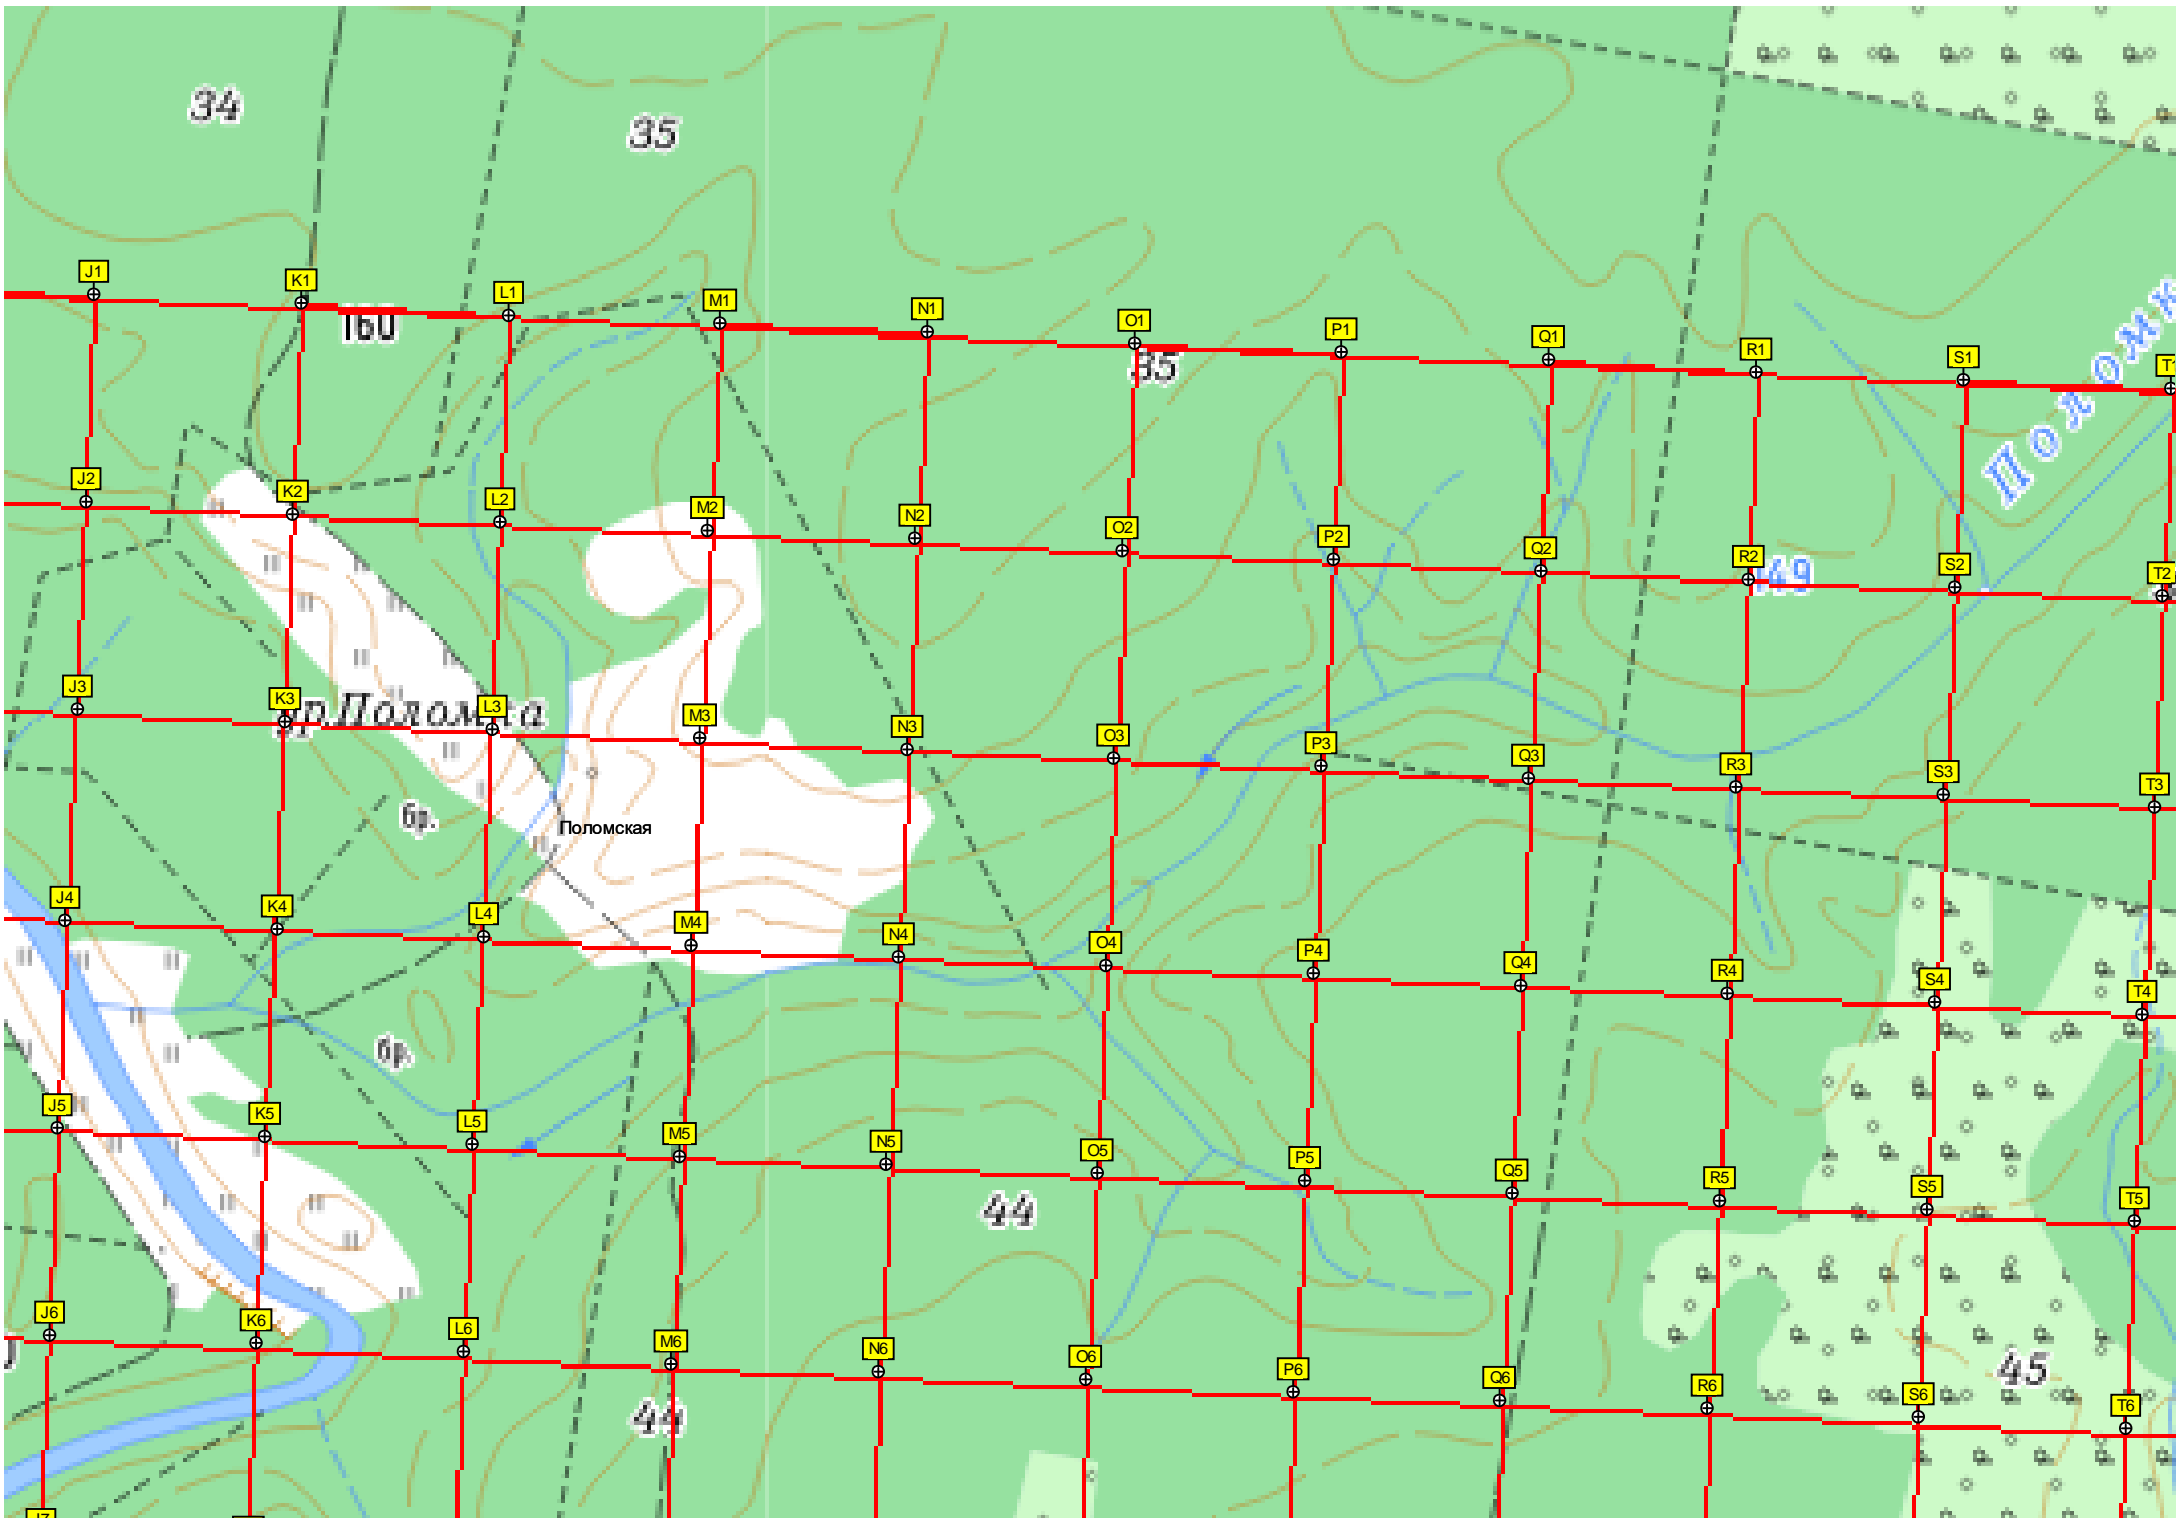 34
35
J1 K1 L1 M1 N1 O1 P1 Q1 R1 S1 T1
160
35
J2 K2 L2 M2 N2 O2 P2 Q2 R2 S2 T2
J3 K3 L3 M3 N3 O3 P3 Q3 R3 S3 T3
бр.
Поломская
J4 K4 L4 M4 N4 O4 P4 Q4 R4 S4 T4
бр.
J5 K5 L5 M5 N5 O5 P5 Q5 R5 S5 T5
44
J6 K6 L6 M6 N6 O6 P6 Q6 R6 S6 T6
45
44